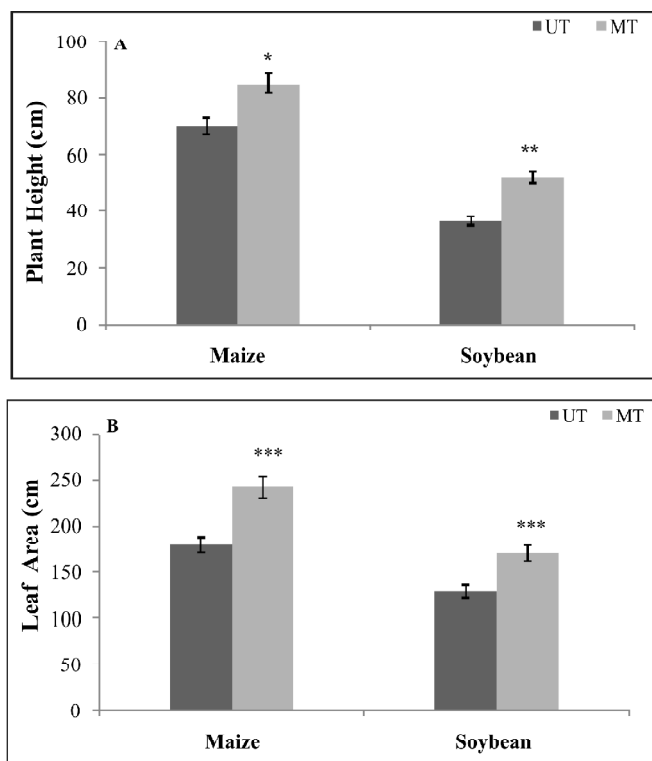 A
UT MT
Plant Height (cm)
100
80
60
40
20
0
*
**
Maize Soybean
B
UT MT
Leaf Area (cm
300
250
200
150
100
50
0
***
***
Maize Soybean